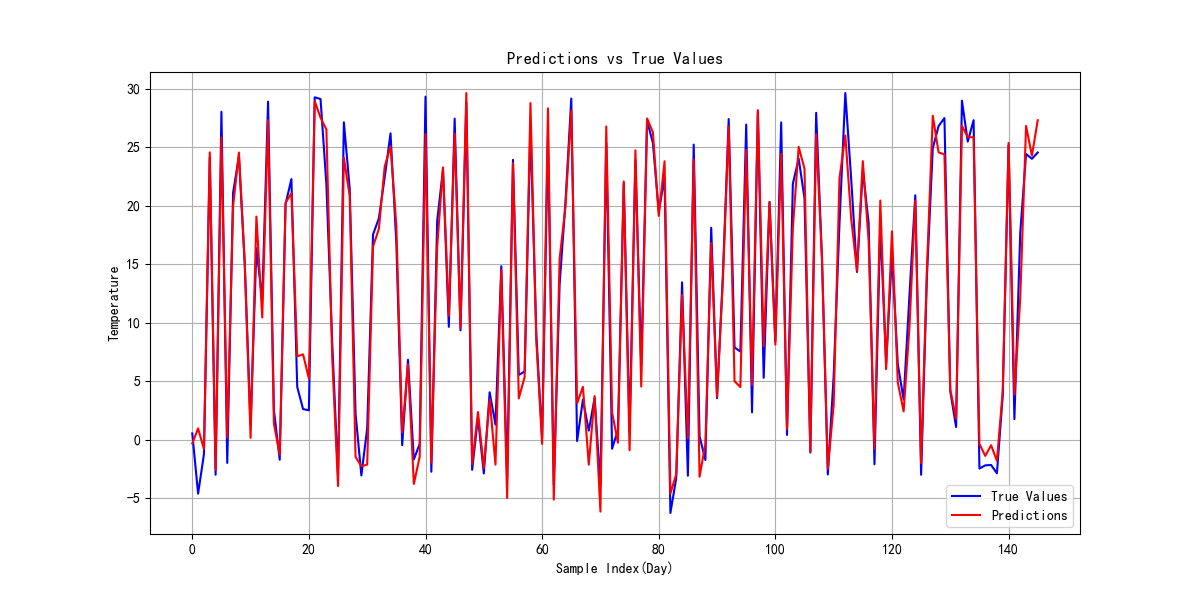 Predictions vs True Values
Temperature
30
25
20
15
10
5
0
−5
0 20 40 60 80 100 120 140
Sample Index(Day)
True Values
Predictions